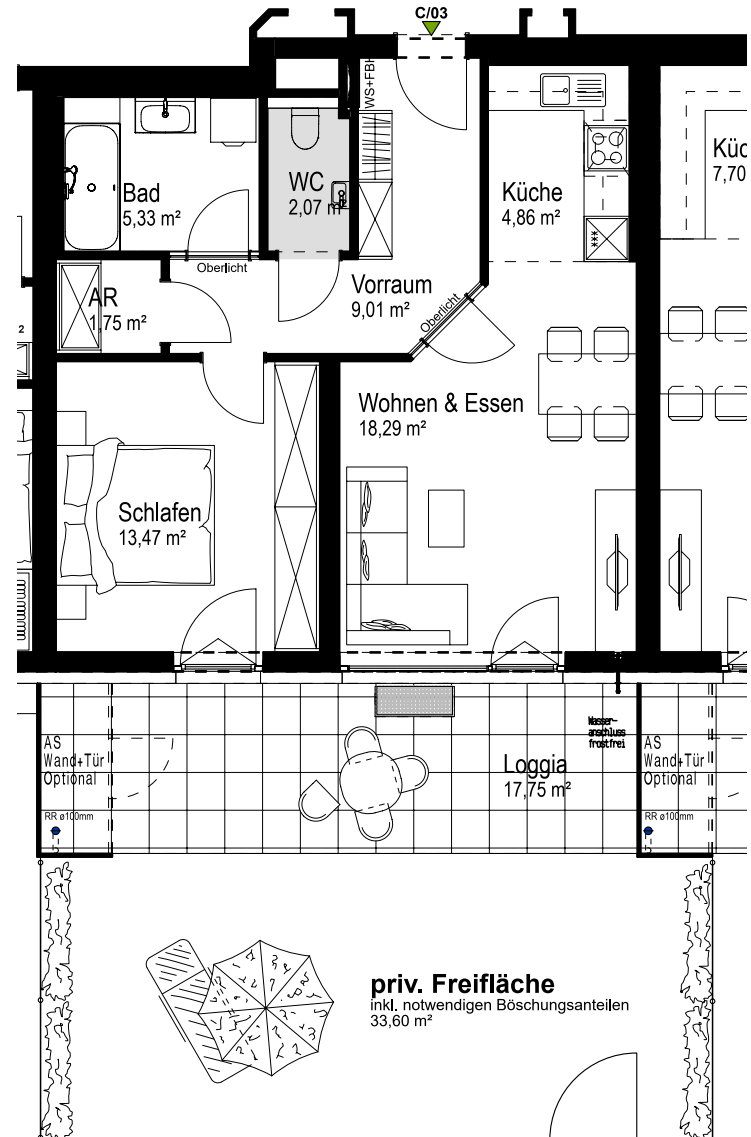 C/03
WS+FBH
Bad
5,33 m²
WC
2,07 m²
Küche
4,86 m²
7,70
Oberlicht
AR
1,75 m²
Vorraum
9,01 m²
Oberlicht
2
Wohnen & Essen
18,29 m²
Schlafen
13,47 m²
Wasser-
anschluss
frostfrei
AS
Wand+Tür
Optional
Loggia
17,75 m²
AS
Wand+Tür
Optional
RR ø100mm
RR ø100mm
priv. Freifläche
inkl. notwendigen Böschungsanteilen
33,60 m²